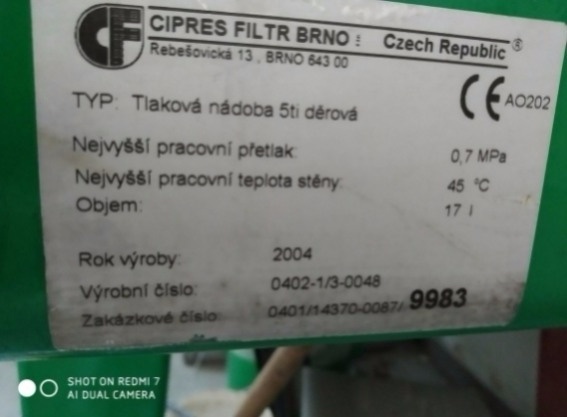 CF CIPRES FILTR BRNO Czech Republic ®
Rebešovická 13 , BRNO 643 00
TYP: Tlaková nádoba 5ti děrová CE AO202
Nejvyšší pracovní přetlak: 0,7 MPa
Nejvyšší pracovní teplota stěny: 45 °C
Objem: 17 l
Rok výroby: 2004
Výrobní číslo: 0402-1/3-0048
Zakázkové číslo: 0401/14370-0087/ 9983
SHOT ON REDMI 7
AI DUAL CAMERA